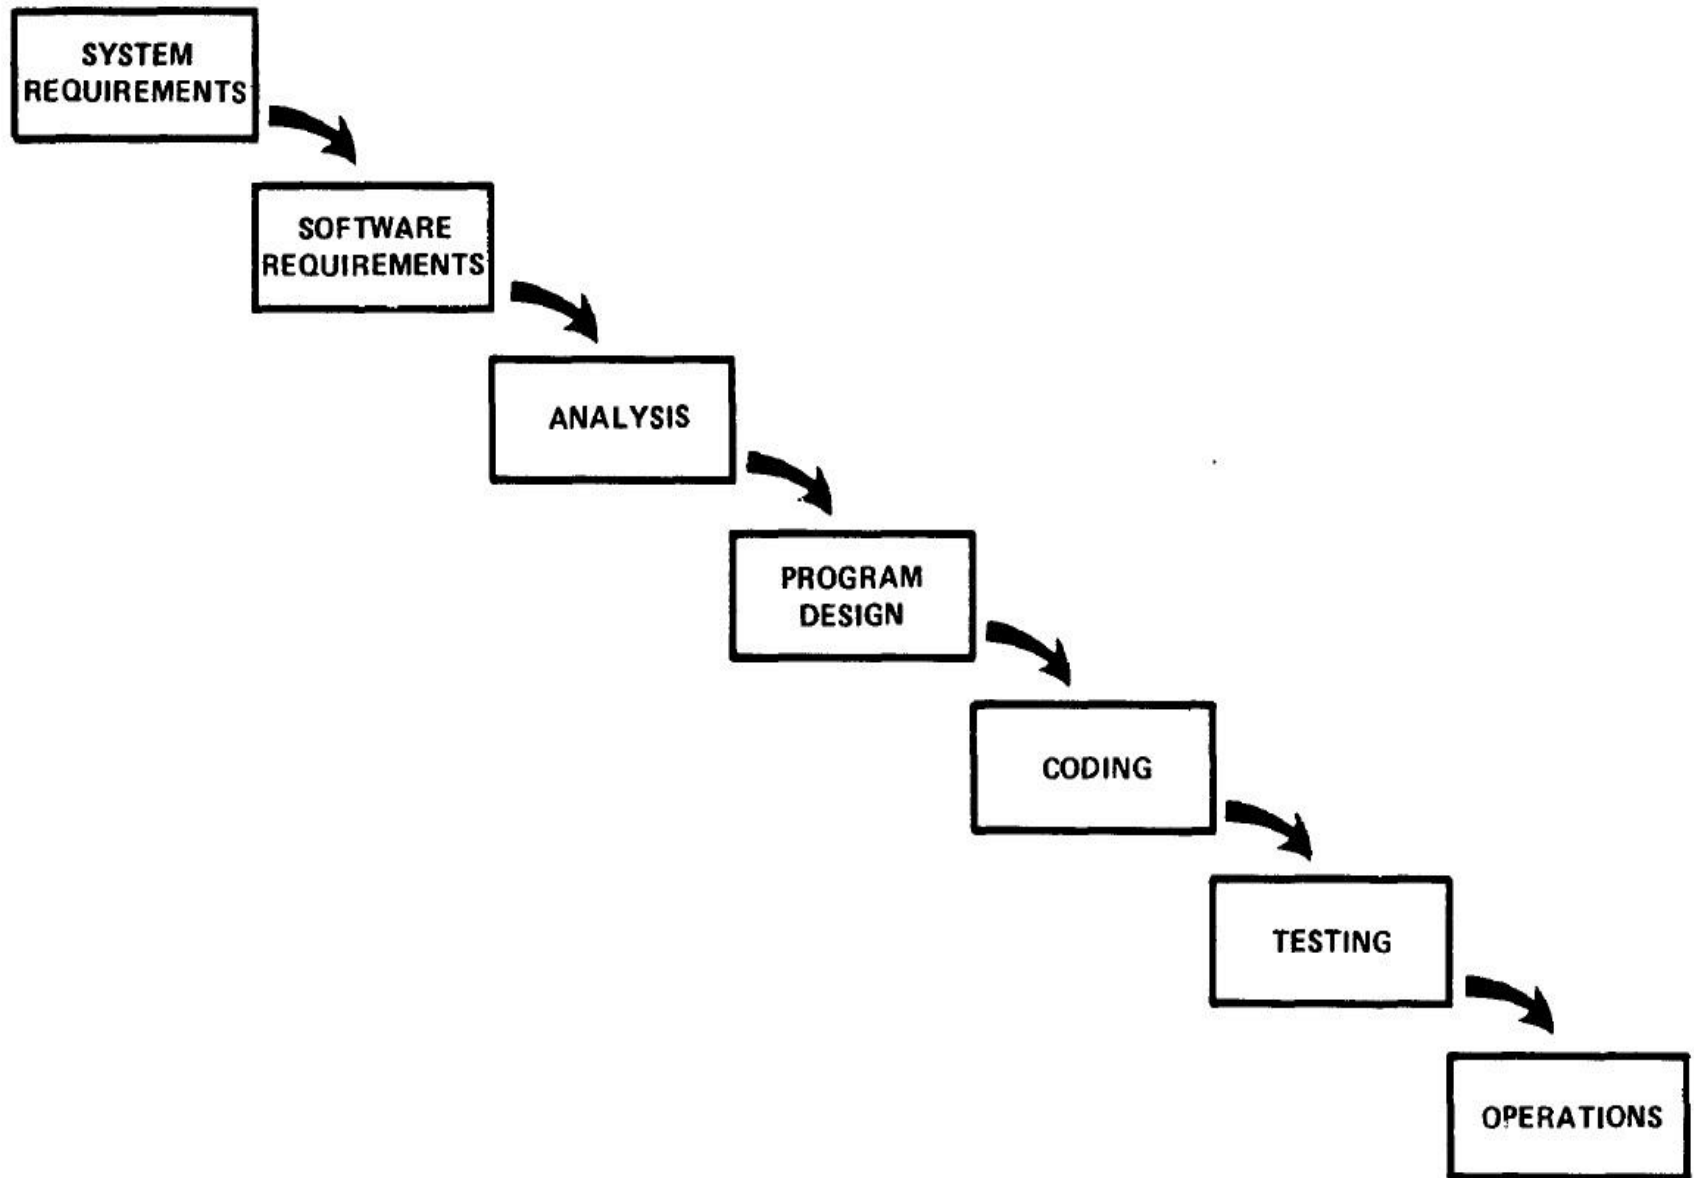 SYSTEM
REQUIREMENTS
SOFTWARE
REQUIREMENTS
ANALYSIS
PROGRAM
DESIGN
CODING
TESTING
OPERATIONS